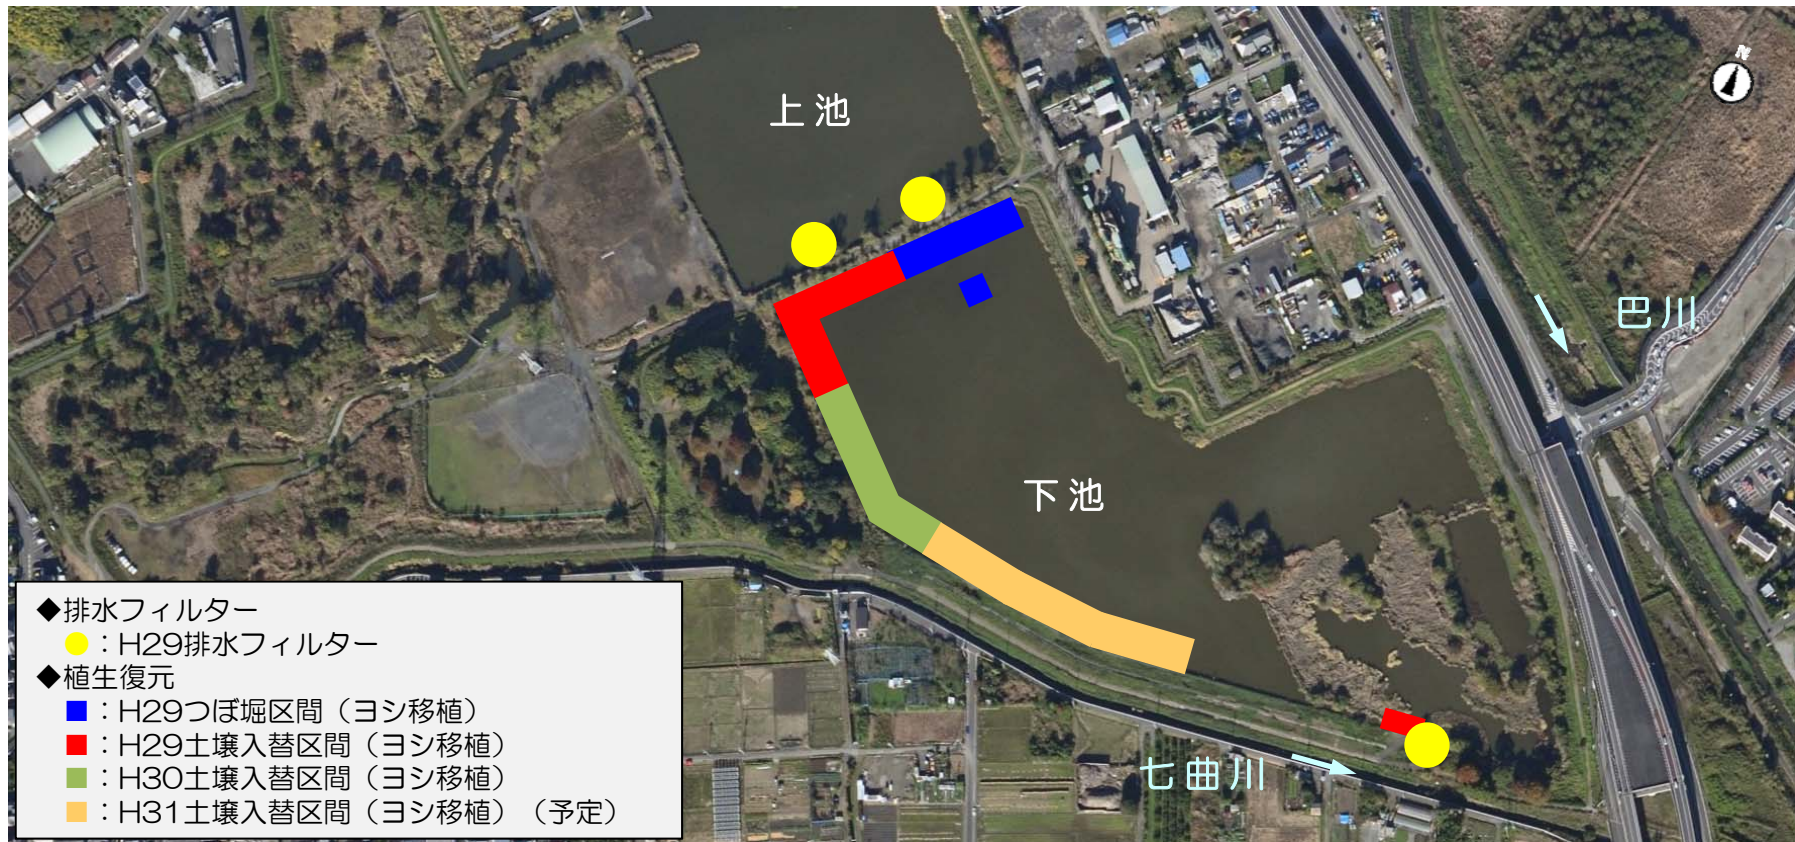 N
上池
巴川
下池
七曲川
◆排水フィルター
：H29排水フィルター
◆植生復元
：H29つぼ堀区間（ヨシ移植）
：H29土壌入替区間（ヨシ移植）
：H30土壌入替区間（ヨシ移植）
：H31土壌入替区間（ヨシ移植）（予定）